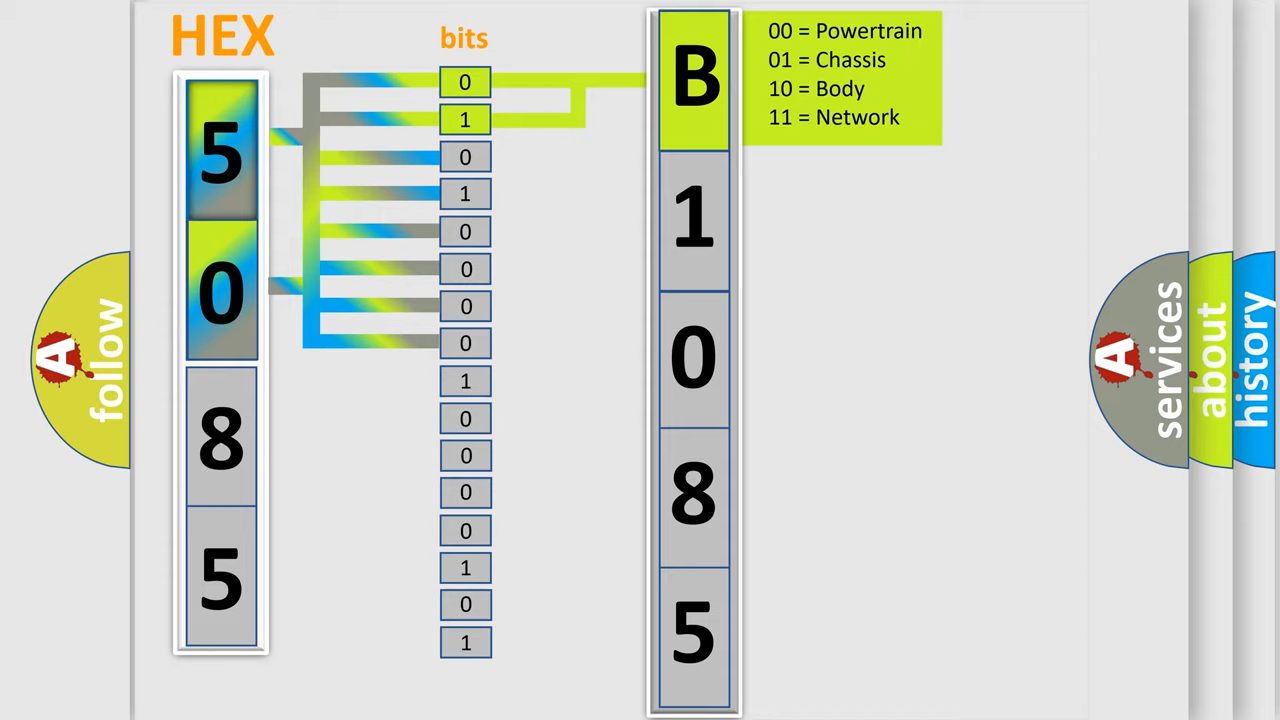 HEX
bits
5
0
8
5
0
1
0
1
0
0
0
0
1
0
0
0
0
1
0
1
B
1
0
8
5
00 = Powertrain
01 = Chassis
10 = Body
11 = Network
A
follow
A
services
about
history